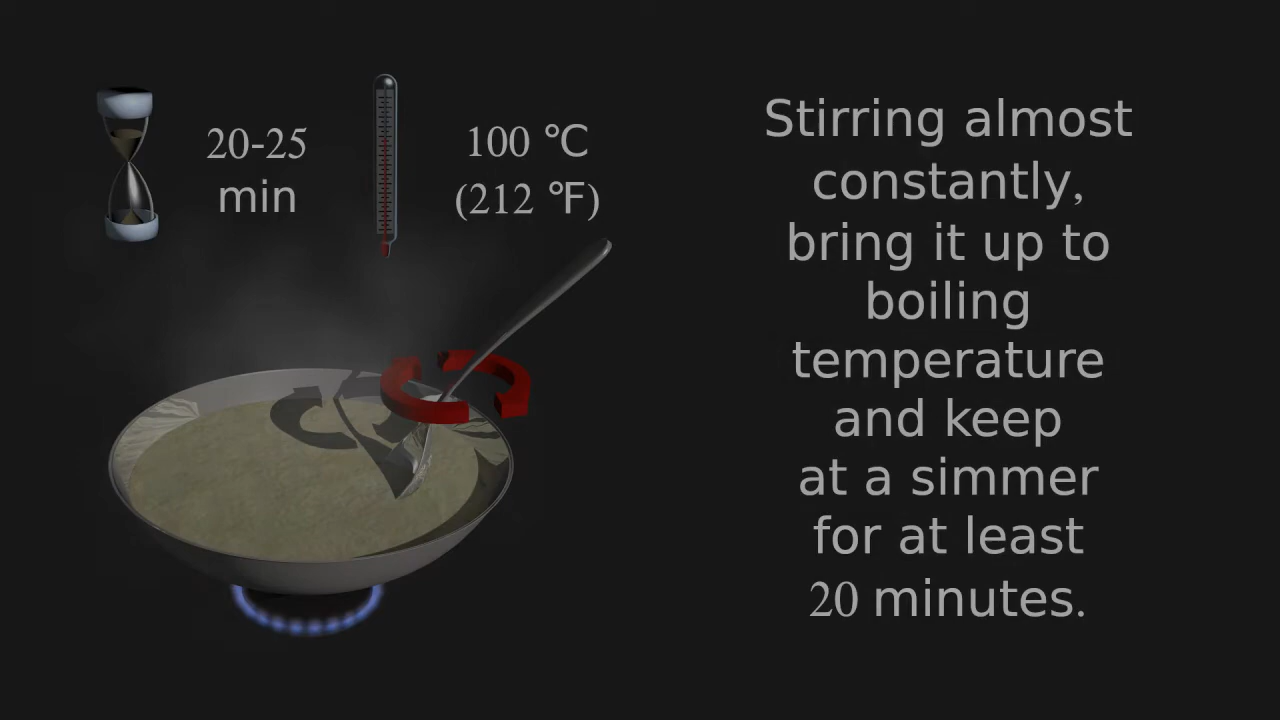 20-25
min
100 °C
(212 °F)
Stirring almost
constantly,
bring it up to
boiling
temperature
and keep
at a simmer
for at least
20 minutes.